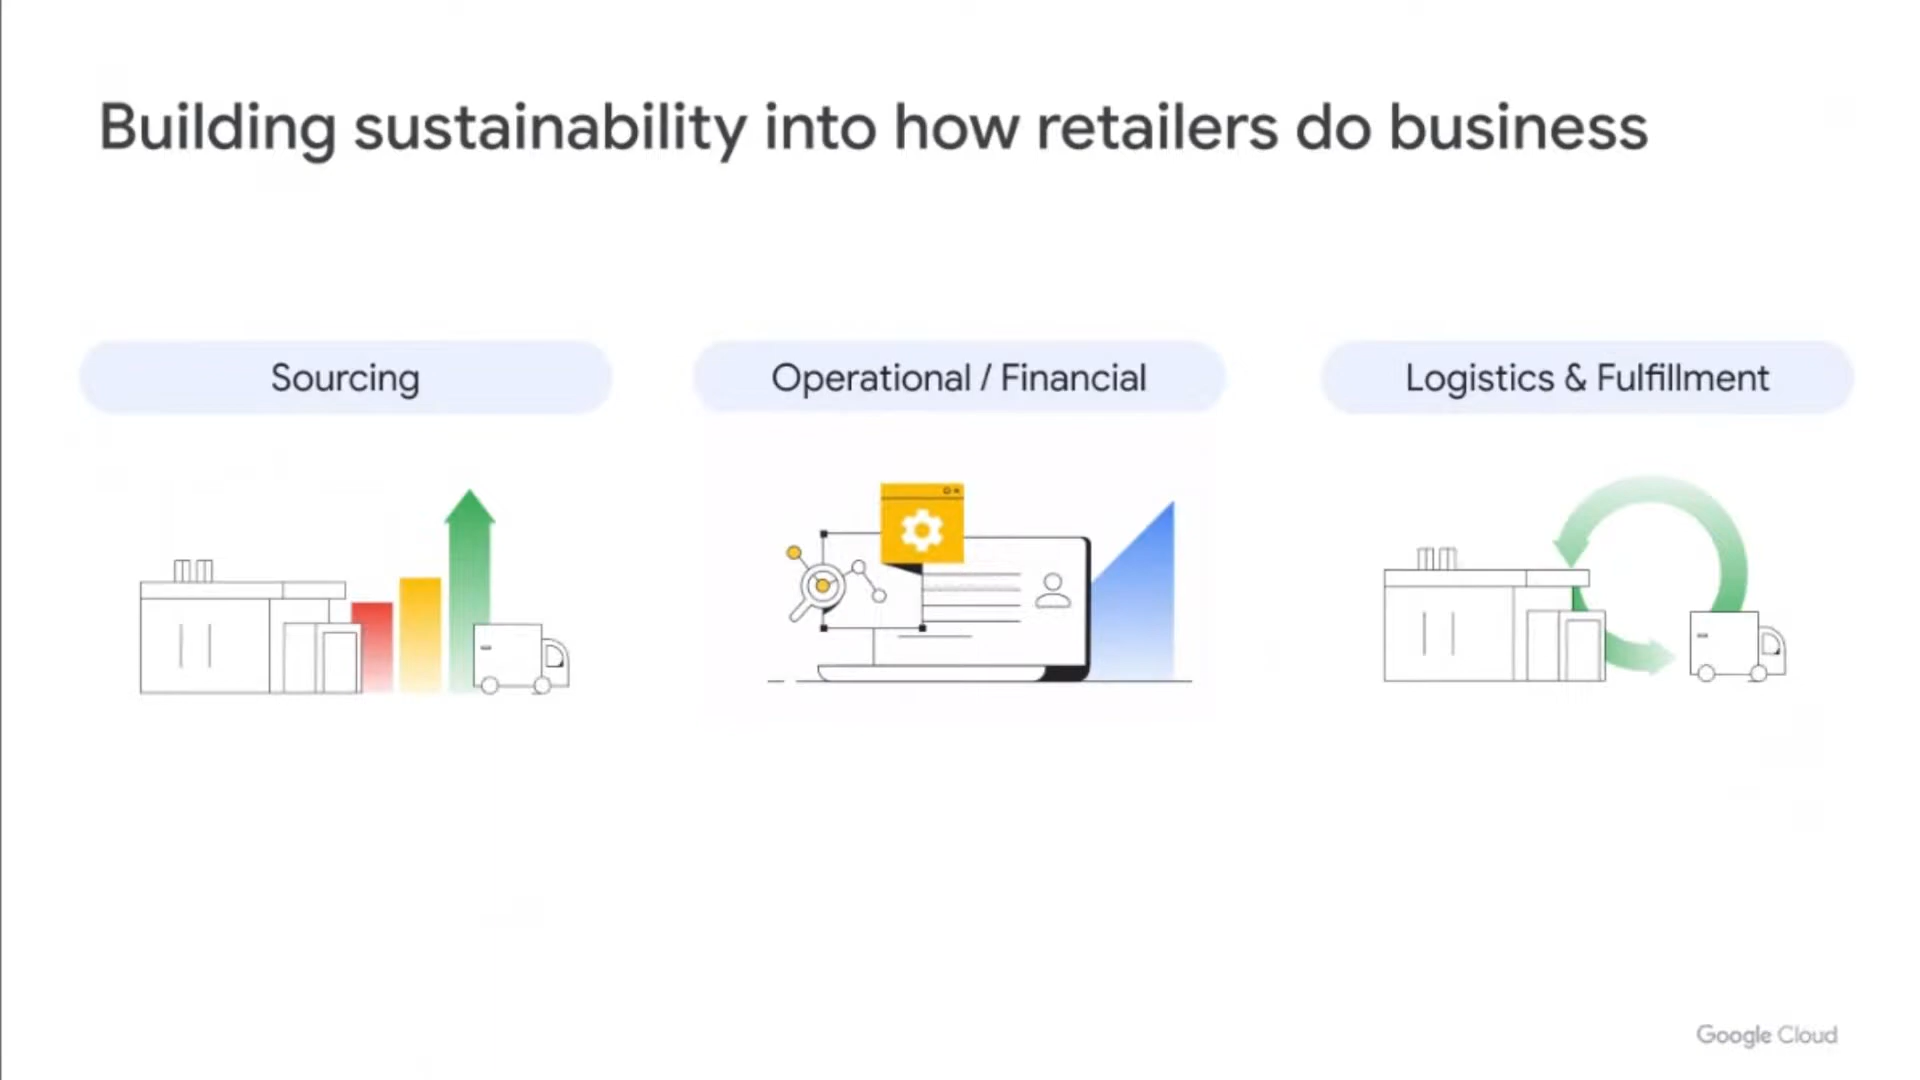 Building sustainability into how retailers do business
Sourcing
Operational / Financial
Logistics & Fulfillment
Google Cloud